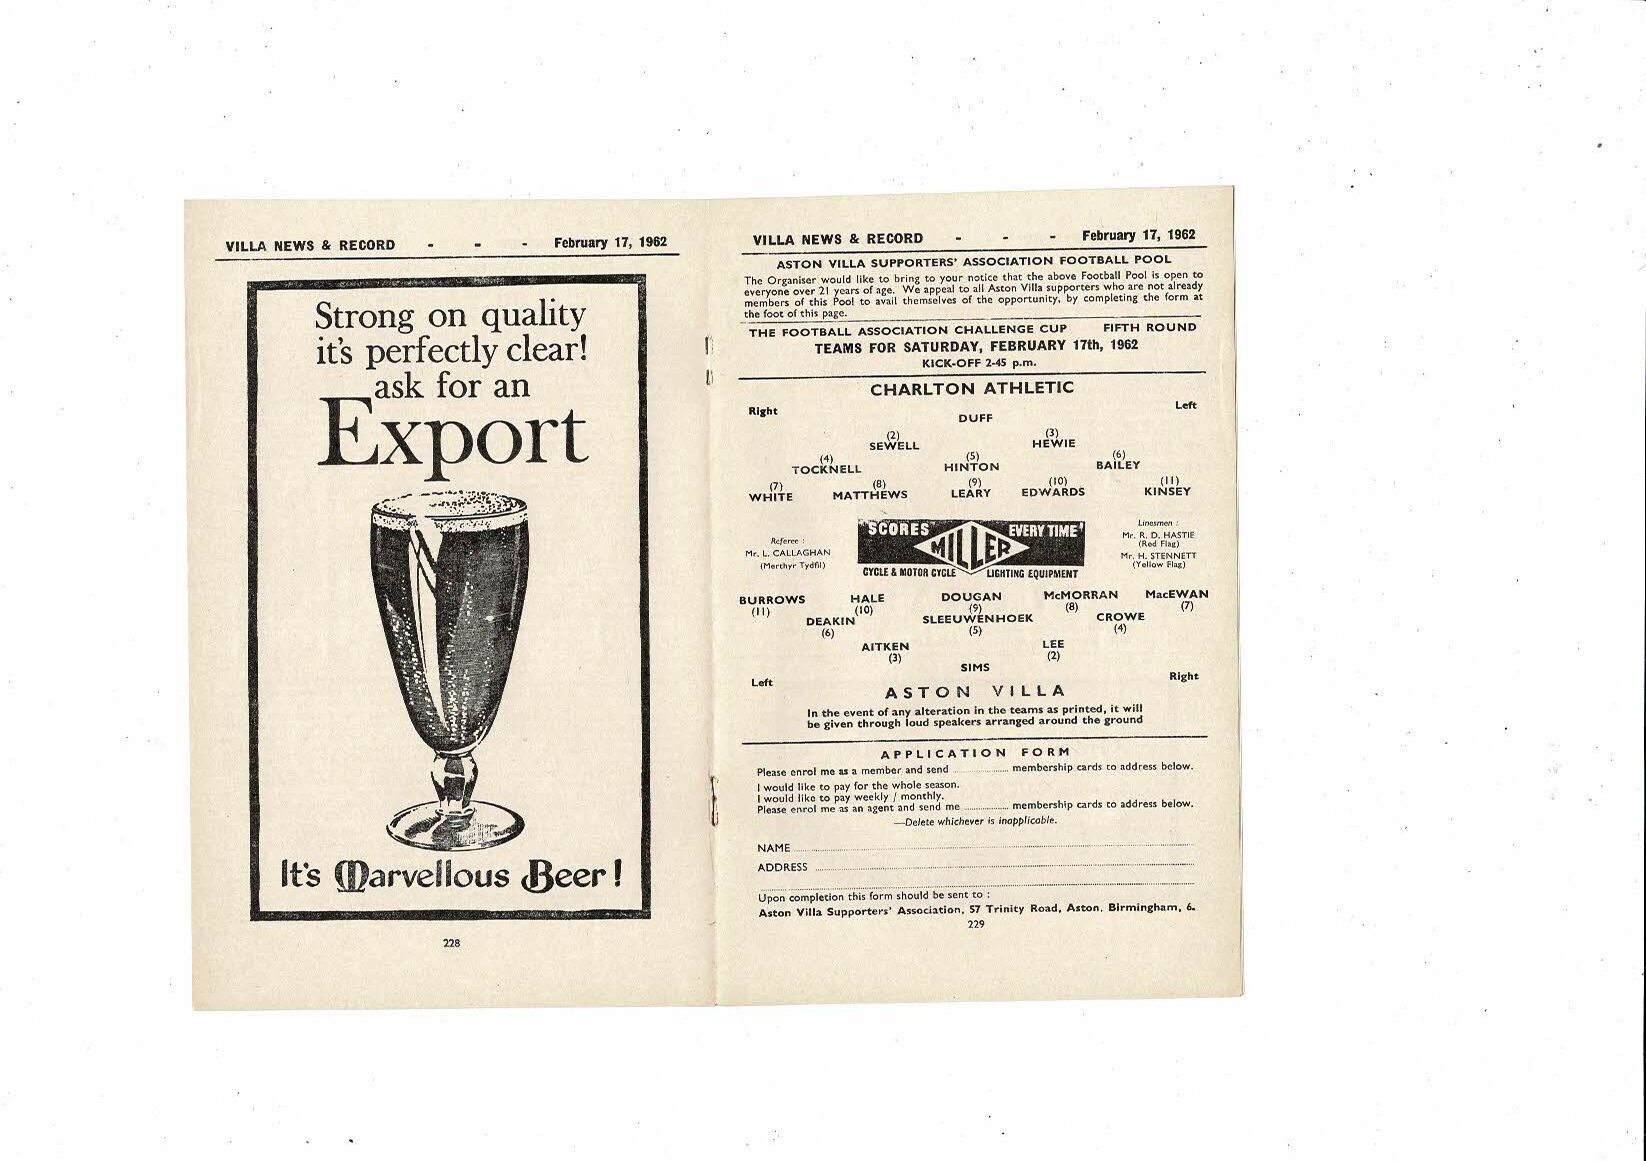 VILLA NEWS & RECORD - - - February 17, 1962
Strong on quality
it's perfectly clear!
ask for an
Export
It's Marvellous Beer!
228
VILLA NEWS & RECORD - - - February 17, 1962
ASTON VILLA SUPPORTERS' ASSOCIATION FOOTBALL POOL
The Organiser would like to bring to your notice that the above Football Pool is open to
everyone over 21 years of age. We appeal to all Aston Villa supporters who are not already
members of this Pool to avail themselves of the opportunity, by completing the form at
the foot of this page.
THE FOOTBALL ASSOCIATION CHALLENGE CUP FIFTH ROUND
TEAMS FOR SATURDAY, FEBRUARY 17th, 1962
KICK-OFF 2-45 p.m.
CHARLTON ATHLETIC
Right Left
DUFF
(2) (3)
SEWELL HEWIE
(4) (5) (6)
TOCKNELL HINTON BAILEY
(7) (8) (9) (10) (11)
WHITE MATTHEWS LEARY EDWARDS KINSEY
Referee :
Mr. L. CALLAGHAN
(Merthyr Tydfil)
'SCORES MILLER EVERY TIME'
CYCLE & MOTOR CYCLE LIGHTING EQUIPMENT
Linesmen :
Mr. R. D. HASTIE
(Red Flag)
Mr. H. STENNETT
(Yellow Flag)
BURROWS HALE DOUGAN McMORRAN MacEWAN
(11) (10) (9) (8) (7)
DEAKIN SLEEUWENHOEK CROWE
(6) (5) (4)
AITKEN LEE
(3) (2)
SIMS
Left Right
ASTON VILLA
In the event of any alteration in the teams as printed, it will
be given through loud speakers arranged around the ground
APPLICATION FORM
Please enrol me as a member and send .................. membership cards to address below.
I would like to pay for the whole season.
I would like to pay weekly / monthly.
Please enrol me as an agent and send me .................. membership cards to address below.
—Delete whichever is inapplicable.
NAME
ADDRESS
Upon completion this form should be sent to :
Aston Villa Supporters' Association, 57 Trinity Road, Aston. Birmingham, 6.
229